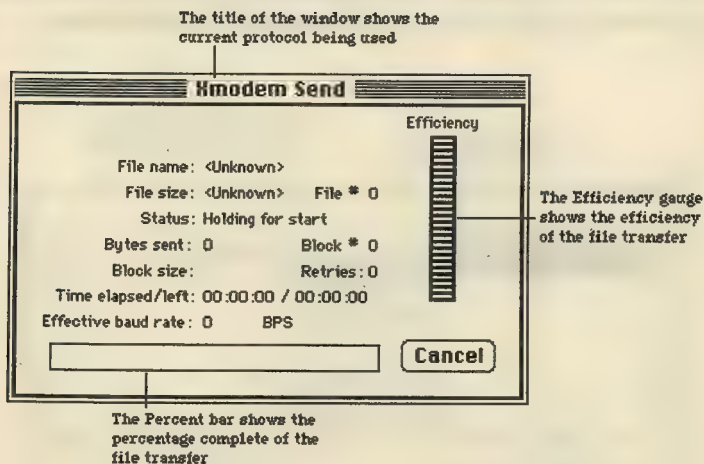 The title of the window shows the
current protocol being used
Xmodem Send
Efficiency
File name: <Unknown>
File size: <Unknown> File # 0
Status: Holding for start
Bytes sent: 0 Block # 0
Block size: Retries: 0
Time elapsed/left: 00:00:00 / 00:00:00
Effective baud rate: 0 BPS
Cancel
The Efficiency gauge
shows the efficiency
of the file transfer
The Percent bar shows the
percentage complete of the
file transfer